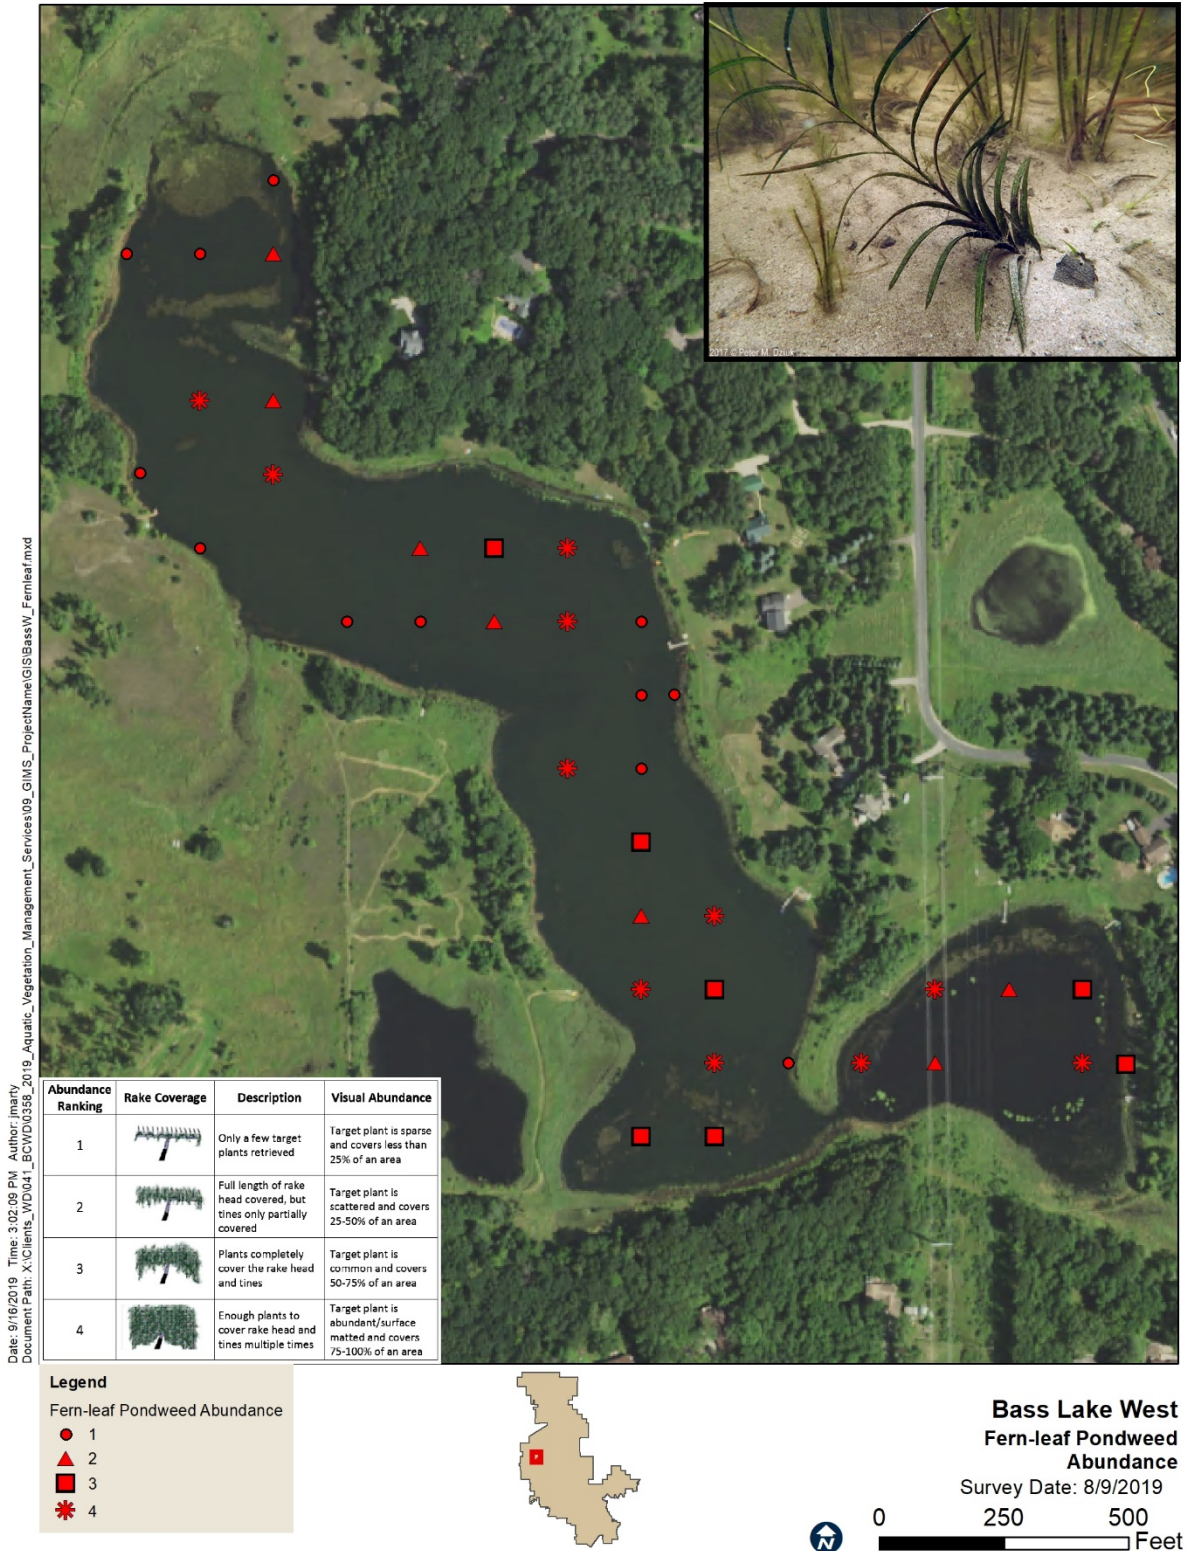 2017 © Peter M. Dziuk
Date: 9/16/2019 Time: 3:02:09 PM Author: jmarty
Document Path: X:\Clients_WD\041_BCWD\0358_2019_Aquatic_Vegetation_Management_Services\09_GIMS_ProjectName\GIS\BassW_Fernleaf.mxd
Abundance Ranking Rake Coverage Description Visual Abundance
1
Only a few target
plants retrieved
Target plant is sparse
and covers less than
25% of an area
2
Full length of rake
head covered, but
tines only partially
covered
Target plant is
scattered and covers
25-50% of an area
3
Plants completely
cover the rake head
and tines
Target plant is
common and covers
50-75% of an area
4
Enough plants to
cover rake head and
tines multiple times
Target plant is
abundant/surface
matted and covers
75-100% of an area
Legend
Fern-leaf Pondweed Abundance
1
2
3
4
Bass Lake West
Fern-leaf Pondweed
Abundance
Survey Date: 8/9/2019
N
0 250 500
Feet